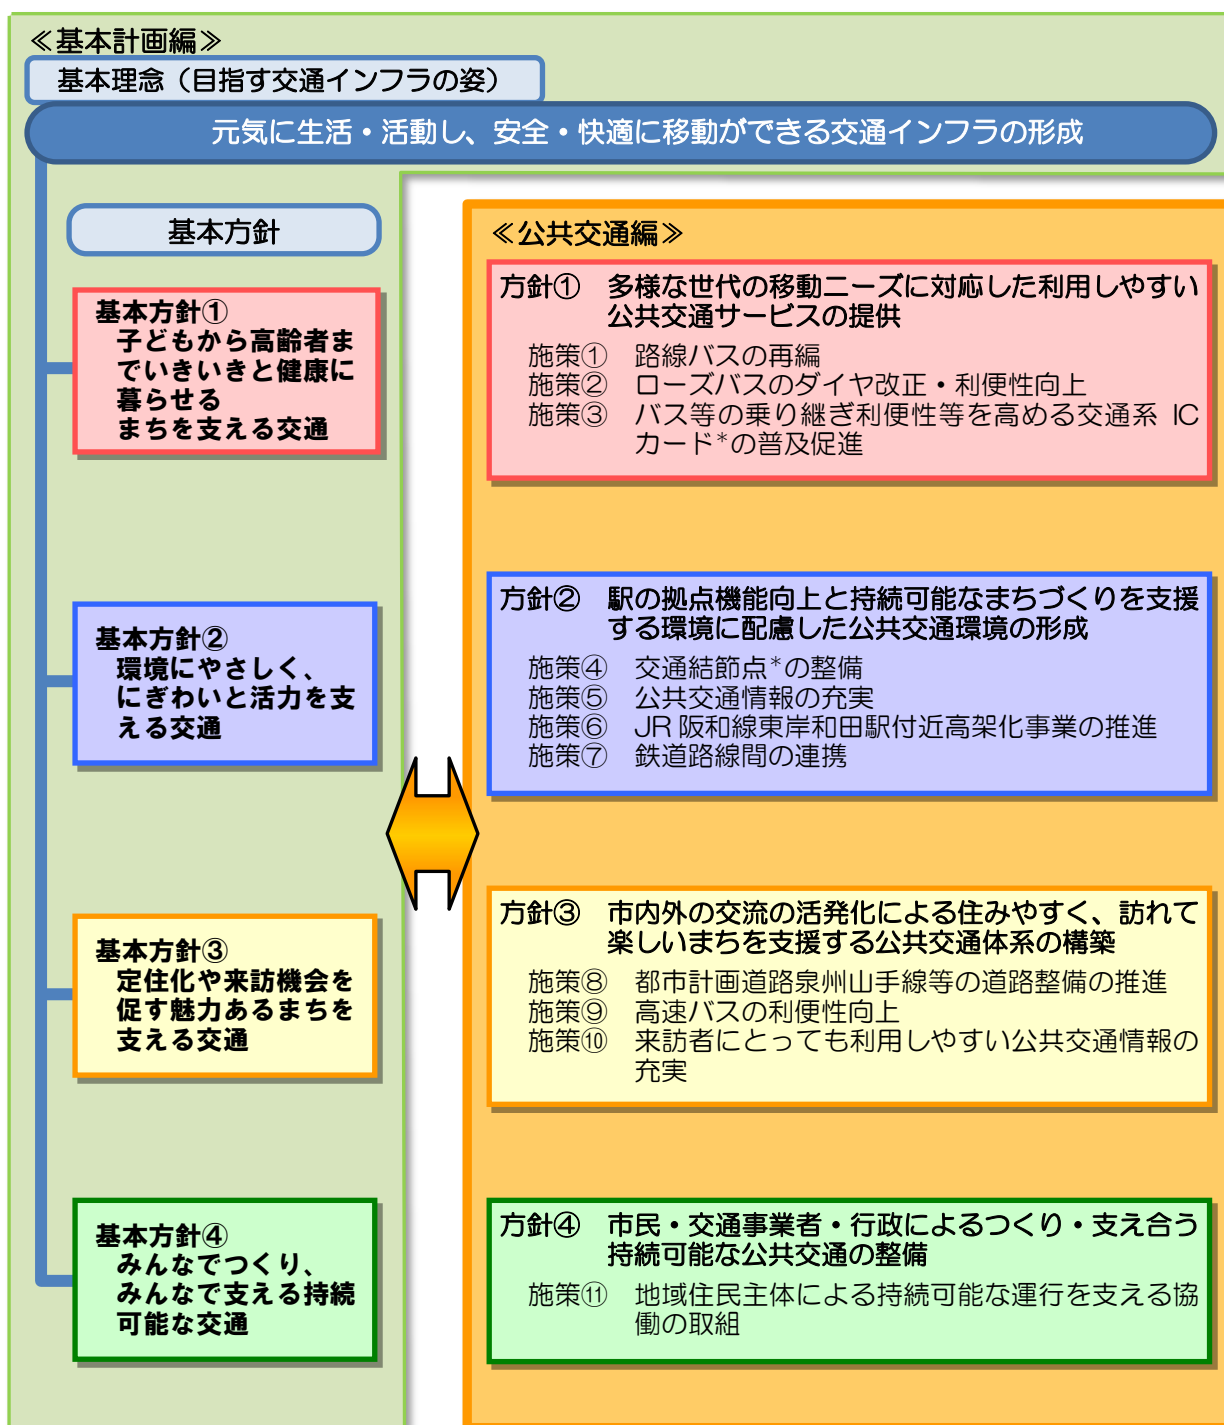 ≪基本計画編≫
基本理念（目指す交通インフラの姿）
元気に生活・活動し、安全・快適に移動ができる交通インフラの形成
基本方針
基本方針①
子どもから高齢者ま
でいきいきと健康に
暮らせる
まちを支える交通
基本方針②
環境にやさしく、
にぎわいと活力を支
える交通
基本方針③
定住化や来訪機会を
促す魅力あるまちを
支える交通
基本方針④
みんなでつくり、
みんなで支える持続
可能な交通
≪公共交通編≫
方針①　多様な世代の移動ニーズに対応した利用しやすい
公共交通サービスの提供
施策①　路線バスの再編
施策②　ローズバスのダイヤ改正・利便性向上
施策③　バス等の乗り継ぎ利便性等を高める交通系 IC
カード*の普及促進
方針②　駅の拠点機能向上と持続可能なまちづくりを支援
する環境に配慮した公共交通環境の形成
施策④　交通結節点*の整備
施策⑤　公共交通情報の充実
施策⑥　JR 阪和線東岸和田駅付近高架化事業の推進
施策⑦　鉄道路線間の連携
方針③　市内外の交流の活発化による住みやすく、訪れて
楽しいまちを支援する公共交通体系の構築
施策⑧　都市計画道路泉州山手線等の道路整備の推進
施策⑨　高速バスの利便性向上
施策⑩　来訪者にとっても利用しやすい公共交通情報の
充実
方針④　市民・交通事業者・行政によるつくり・支え合う
持続可能な公共交通の整備
施策⑪　地域住民主体による持続可能な運行を支える協
働の取組